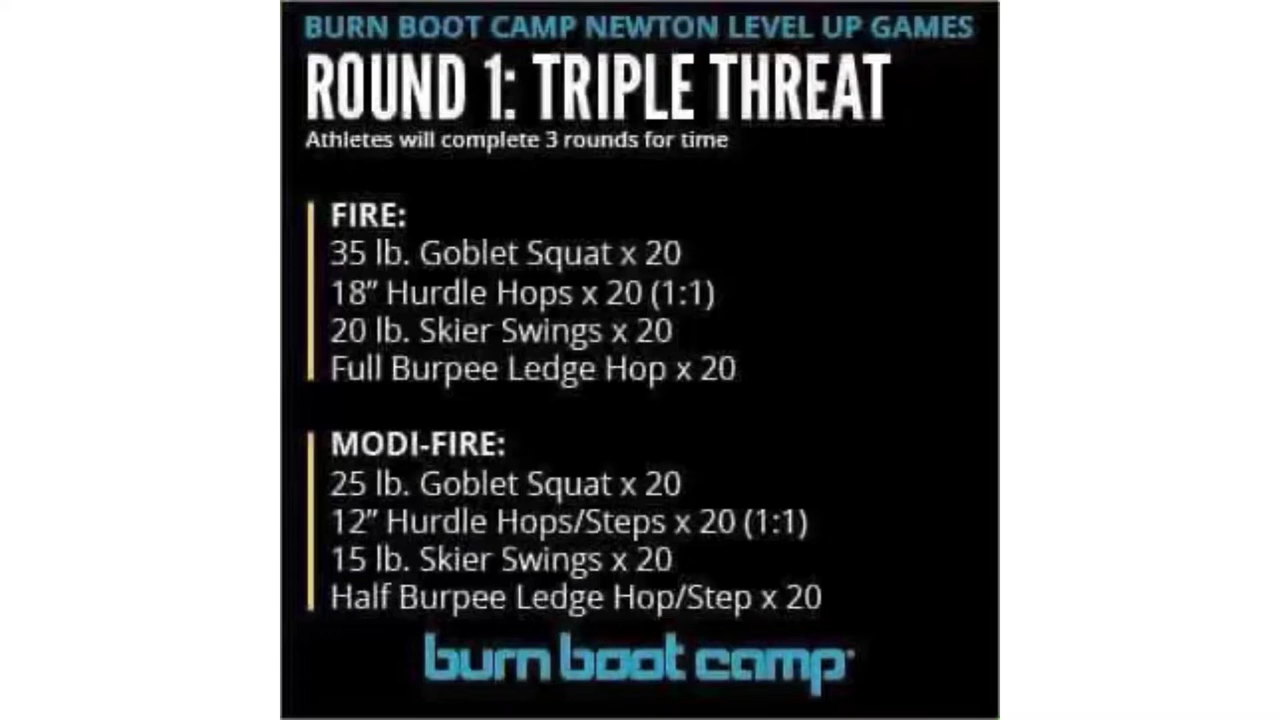 BURN BOOT CAMP NEWTON LEVEL UP GAMES
ROUND 1: TRIPLE THREAT
Athletes will complete 3 rounds for time
FIRE:
35 lb. Goblet Squat x 20
18” Hurdle Hops x 20 (1:1)
20 lb. Skier Swings x 20
Full Burpee Ledge Hop x 20
MODI-FIRE:
25 lb. Goblet Squat x 20
12” Hurdle Hops/Steps x 20 (1:1)
15 lb. Skier Swings x 20
Half Burpee Ledge Hop/Step x 20
burn boot camp